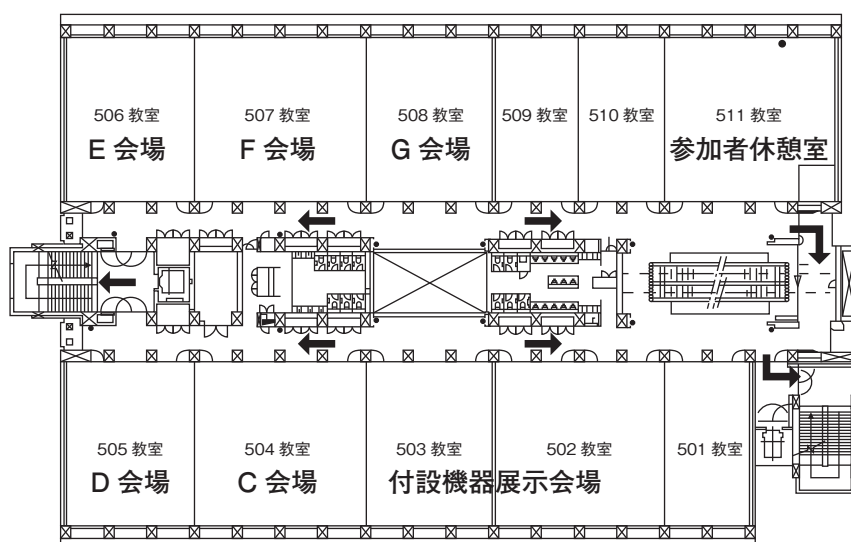 506 教室
E 会場
507 教室
F 会場
508 教室
G 会場
509 教室
510 教室
511 教室
参加者休憩室
505 教室
D 会場
504 教室
C 会場
503 教室
502 教室
付設機器展示会場
501 教室